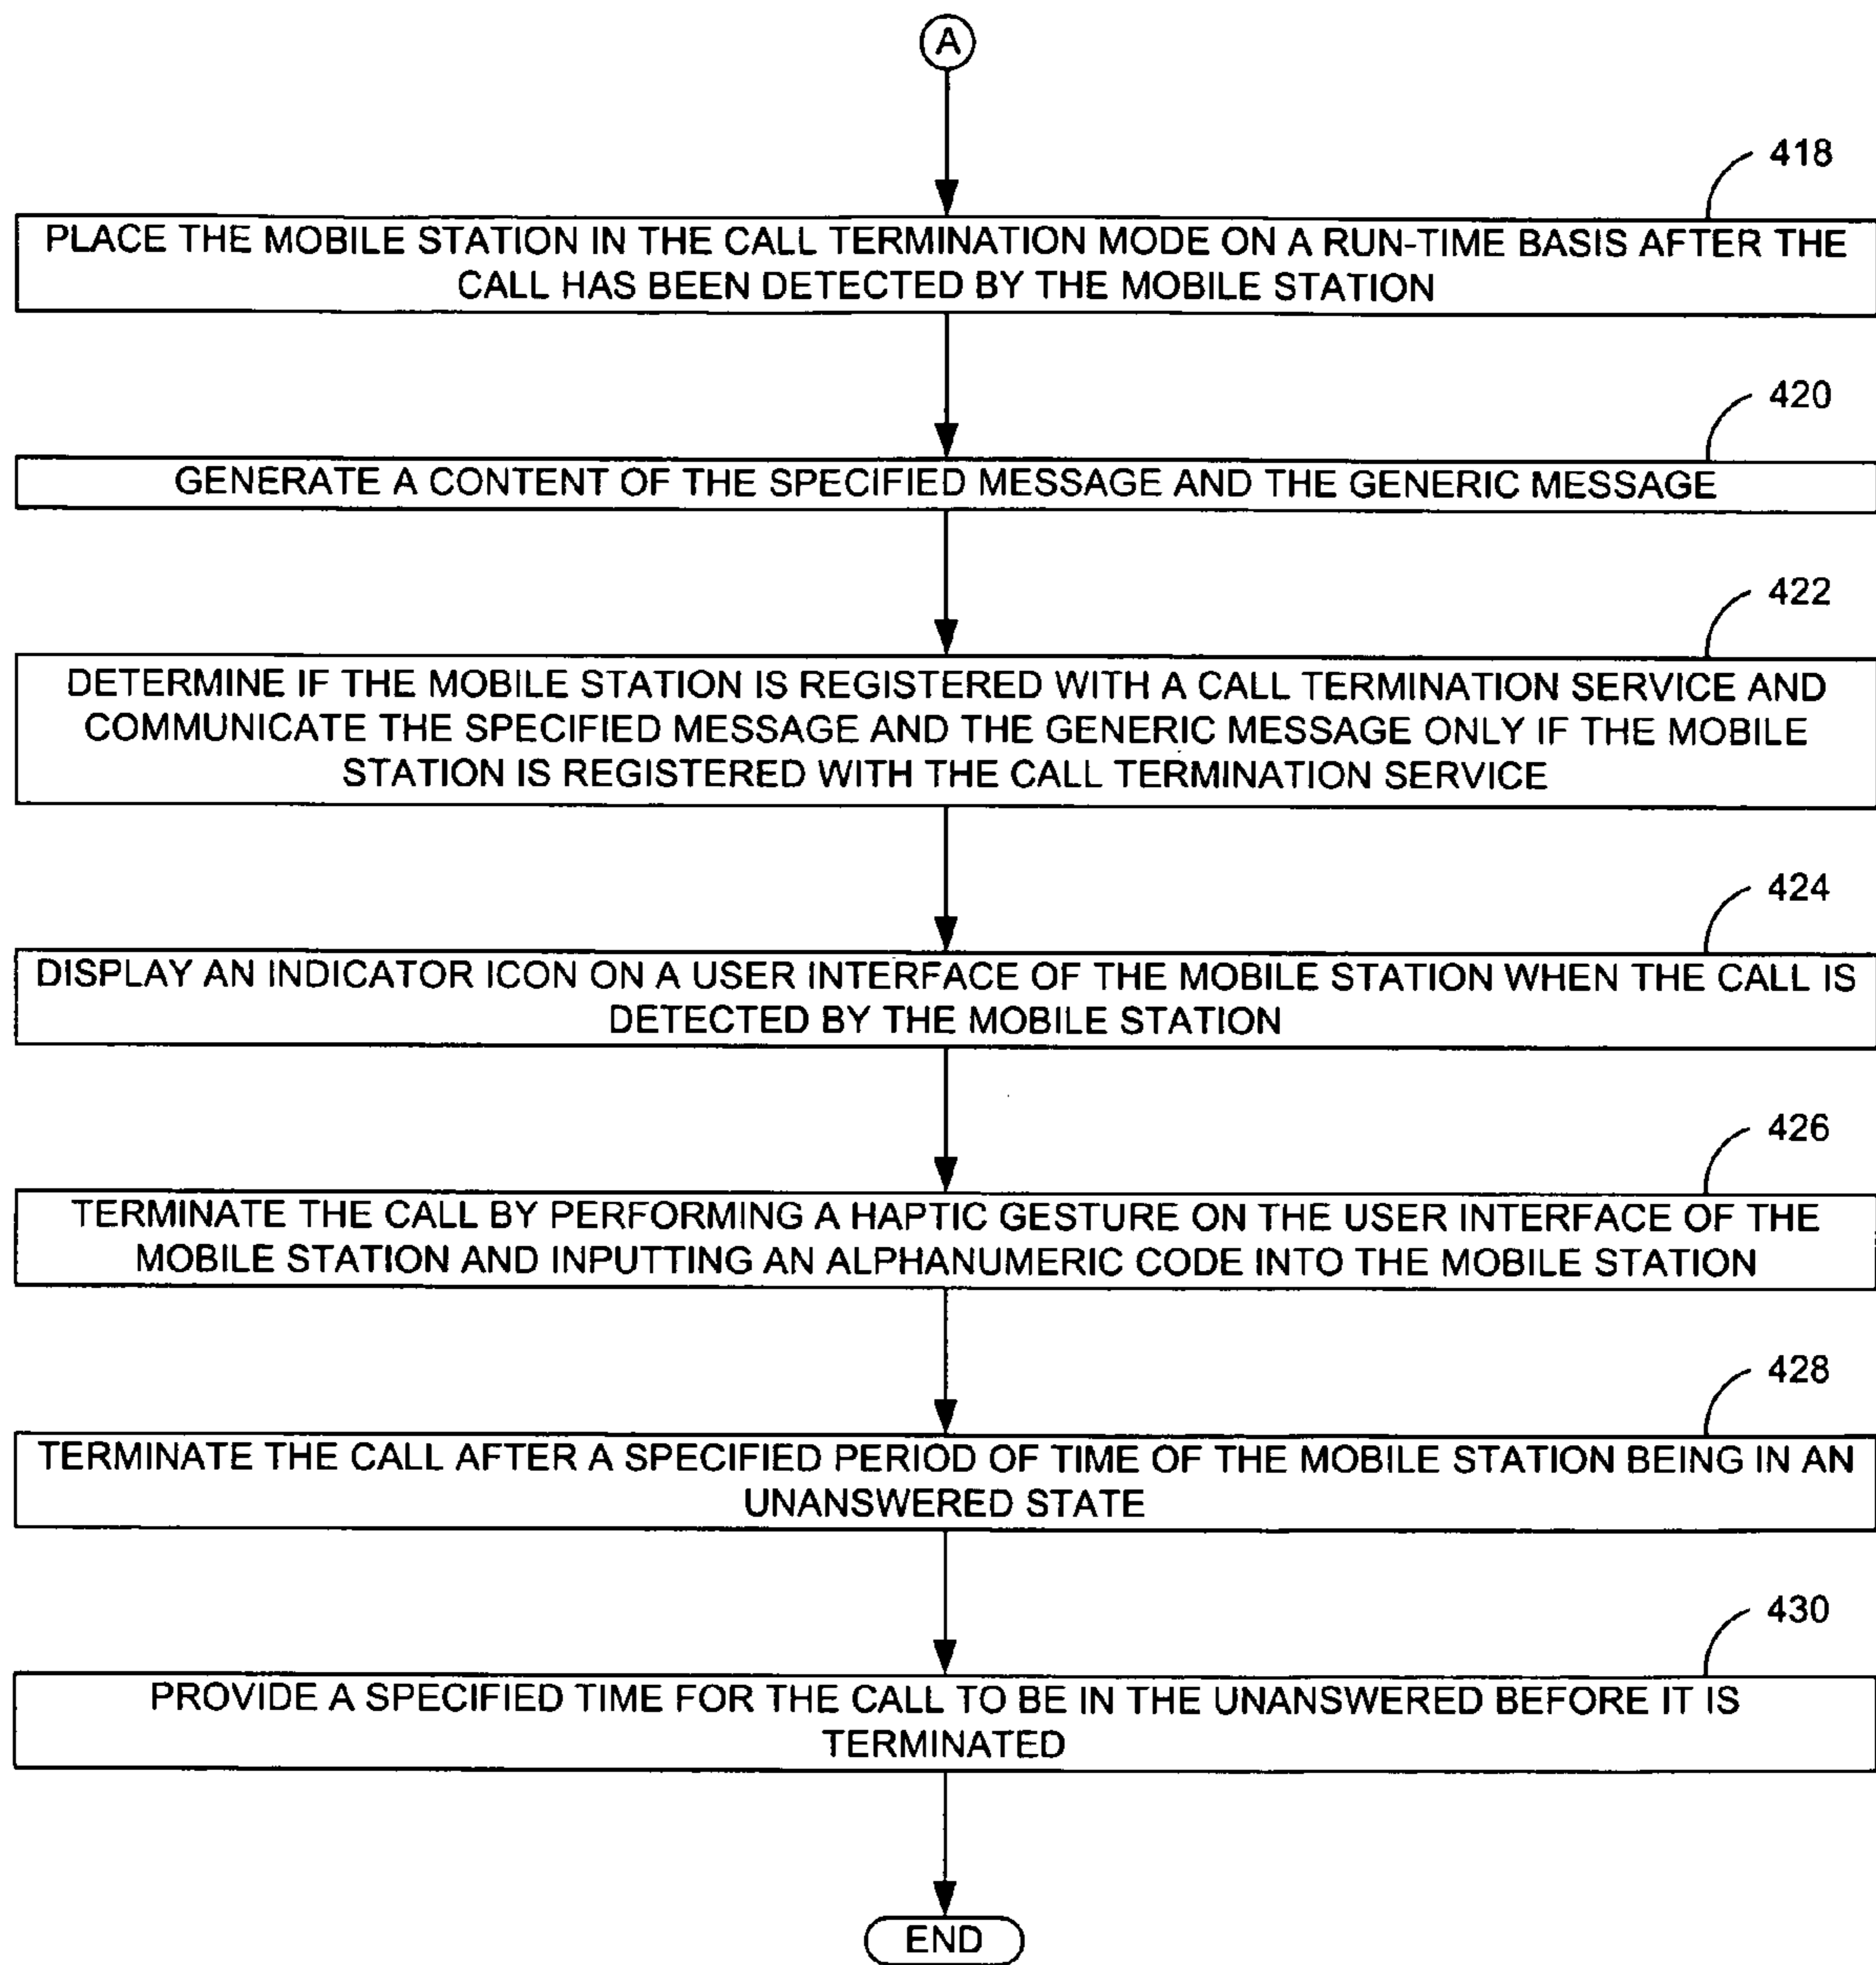 A
418
PLACE THE MOBILE STATION IN THE CALL TERMINATION MODE ON A RUN-TIME BASIS AFTER THE
CALL HAS BEEN DETECTED BY THE MOBILE STATION
420
GENERATE A CONTENT OF THE SPECIFIED MESSAGE AND THE GENERIC MESSAGE
422
DETERMINE IF THE MOBILE STATION IS REGISTERED WITH A CALL TERMINATION SERVICE AND
COMMUNICATE THE SPECIFIED MESSAGE AND THE GENERIC MESSAGE ONLY IF THE MOBILE
STATION IS REGISTERED WITH THE CALL TERMINATION SERVICE
424
DISPLAY AN INDICATOR ICON ON A USER INTERFACE OF THE MOBILE STATION WHEN THE CALL IS
DETECTED BY THE MOBILE STATION
426
TERMINATE THE CALL BY PERFORMING A HAPTIC GESTURE ON THE USER INTERFACE OF THE
MOBILE STATION AND INPUTTING AN ALPHANUMERIC CODE INTO THE MOBILE STATION
428
TERMINATE THE CALL AFTER A SPECIFIED PERIOD OF TIME OF THE MOBILE STATION BEING IN AN
UNANSWERED STATE
430
PROVIDE A SPECIFIED TIME FOR THE CALL TO BE IN THE UNANSWERED BEFORE IT IS
TERMINATED
END